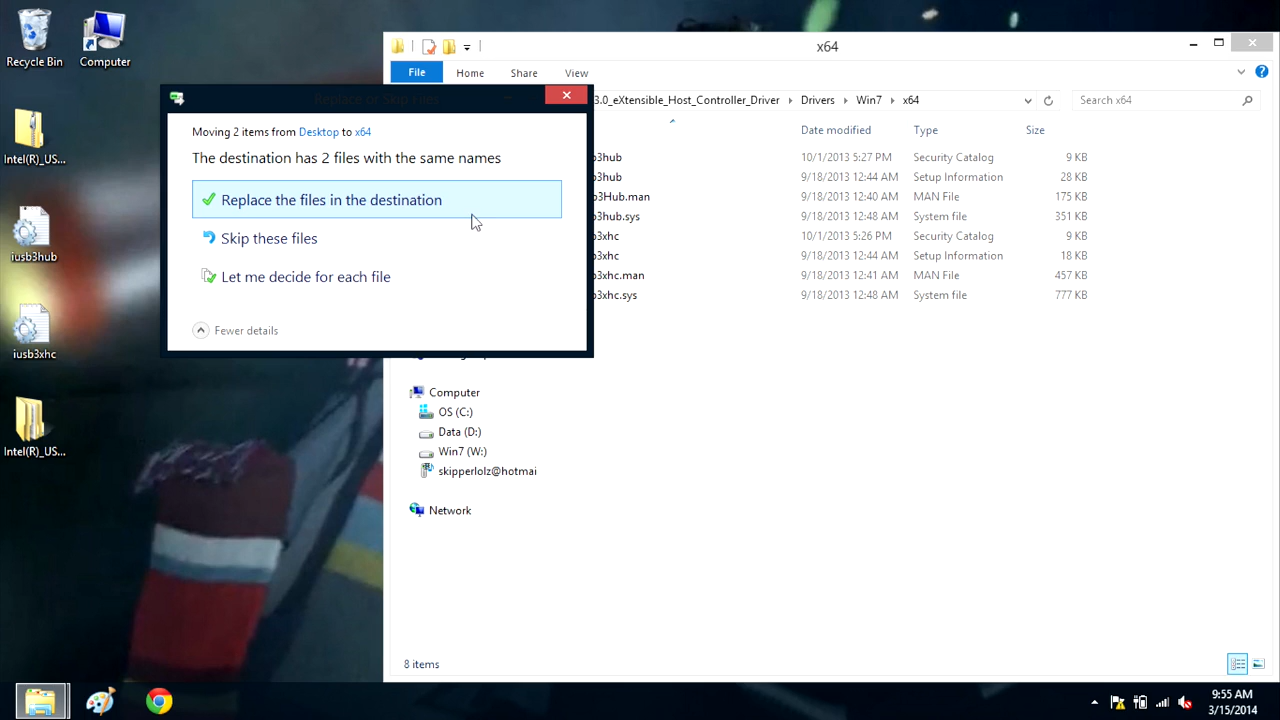 Recycle Bin
Computer
Intel(R)_US...
iusb3hub
iusb3xhc
Intel(R)_US...
x64
File Home Share View
Replace or Skip Files
3.0_eXtensible_Host_Controller_Driver Drivers Win7 x64
Search x64
Moving 2 items from Desktop to x64
The destination has 2 files with the same names
Replace the files in the destination
Skip these files
Let me decide for each file
Fewer details
Date modified Type Size
b3hub 10/1/2013 5:27 PM Security Catalog 9 KB
b3hub 9/18/2013 12:44 AM Setup Information 28 KB
b3Hub.man 9/18/2013 12:40 AM MAN File 175 KB
b3hub.sys 9/18/2013 12:48 AM System file 351 KB
b3xhc 10/1/2013 5:26 PM Security Catalog 9 KB
b3xhc 9/18/2013 12:44 AM Setup Information 18 KB
b3xhc.man 9/18/2013 12:41 AM MAN File 457 KB
b3xhc.sys 9/18/2013 12:48 AM System file 777 KB
Computer
OS (C:)
Data (D:)
Win7 (W:)
skipperlolz@hotmai
Network
8 items
9:55 AM
3/15/2014